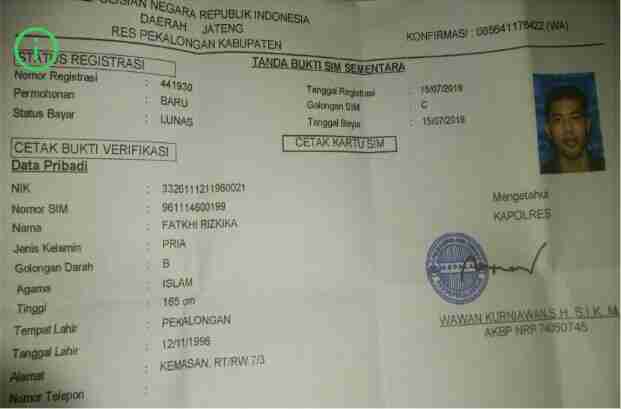 KEPOLISIAN NEGARA REPUBLIK INDONESIA
DAERAH JATENG
RES PEKALONGAN KABUPATEN
KONFIRMASI : 085641178422 (WA)
STATUS REGISTRASI
Nomor Registrasi : 441930
Permohonan : BARU
Status Bayar : LUNAS
TANDA BUKTI SIM SEMENTARA
Tanggal Registrasi : 15/07/2019
Golongan SIM : C
Tanggal Bayar : 15/07/2019
CETAK KARTU SIM
CETAK BUKTI VERIFIKASI
Data Pribadi
NIK : 3326111211960021
Nomor SIM : 961114600199
Nama : FATKHI RIZKIKA
Jenis Kelamin : PRIA
Golongan Darah : B
Agama : ISLAM
Tinggi : 165 cm
Tempat Lahir : PEKALONGAN
Tanggal Lahir : 12/11/1996
Alamat : KEMASAN, RT/RW 7/3
Nomor Telepon :
Mengetahui
KAPOLRES
WAWAN KURNIAWAN S.H. S.I.K. M.
AKBP NRP 74050745